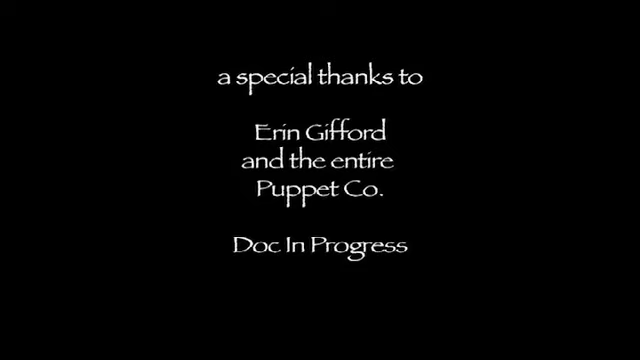 a special thanks to
Erin Gifford
and the entire
Puppet Co.
Doc In Progress